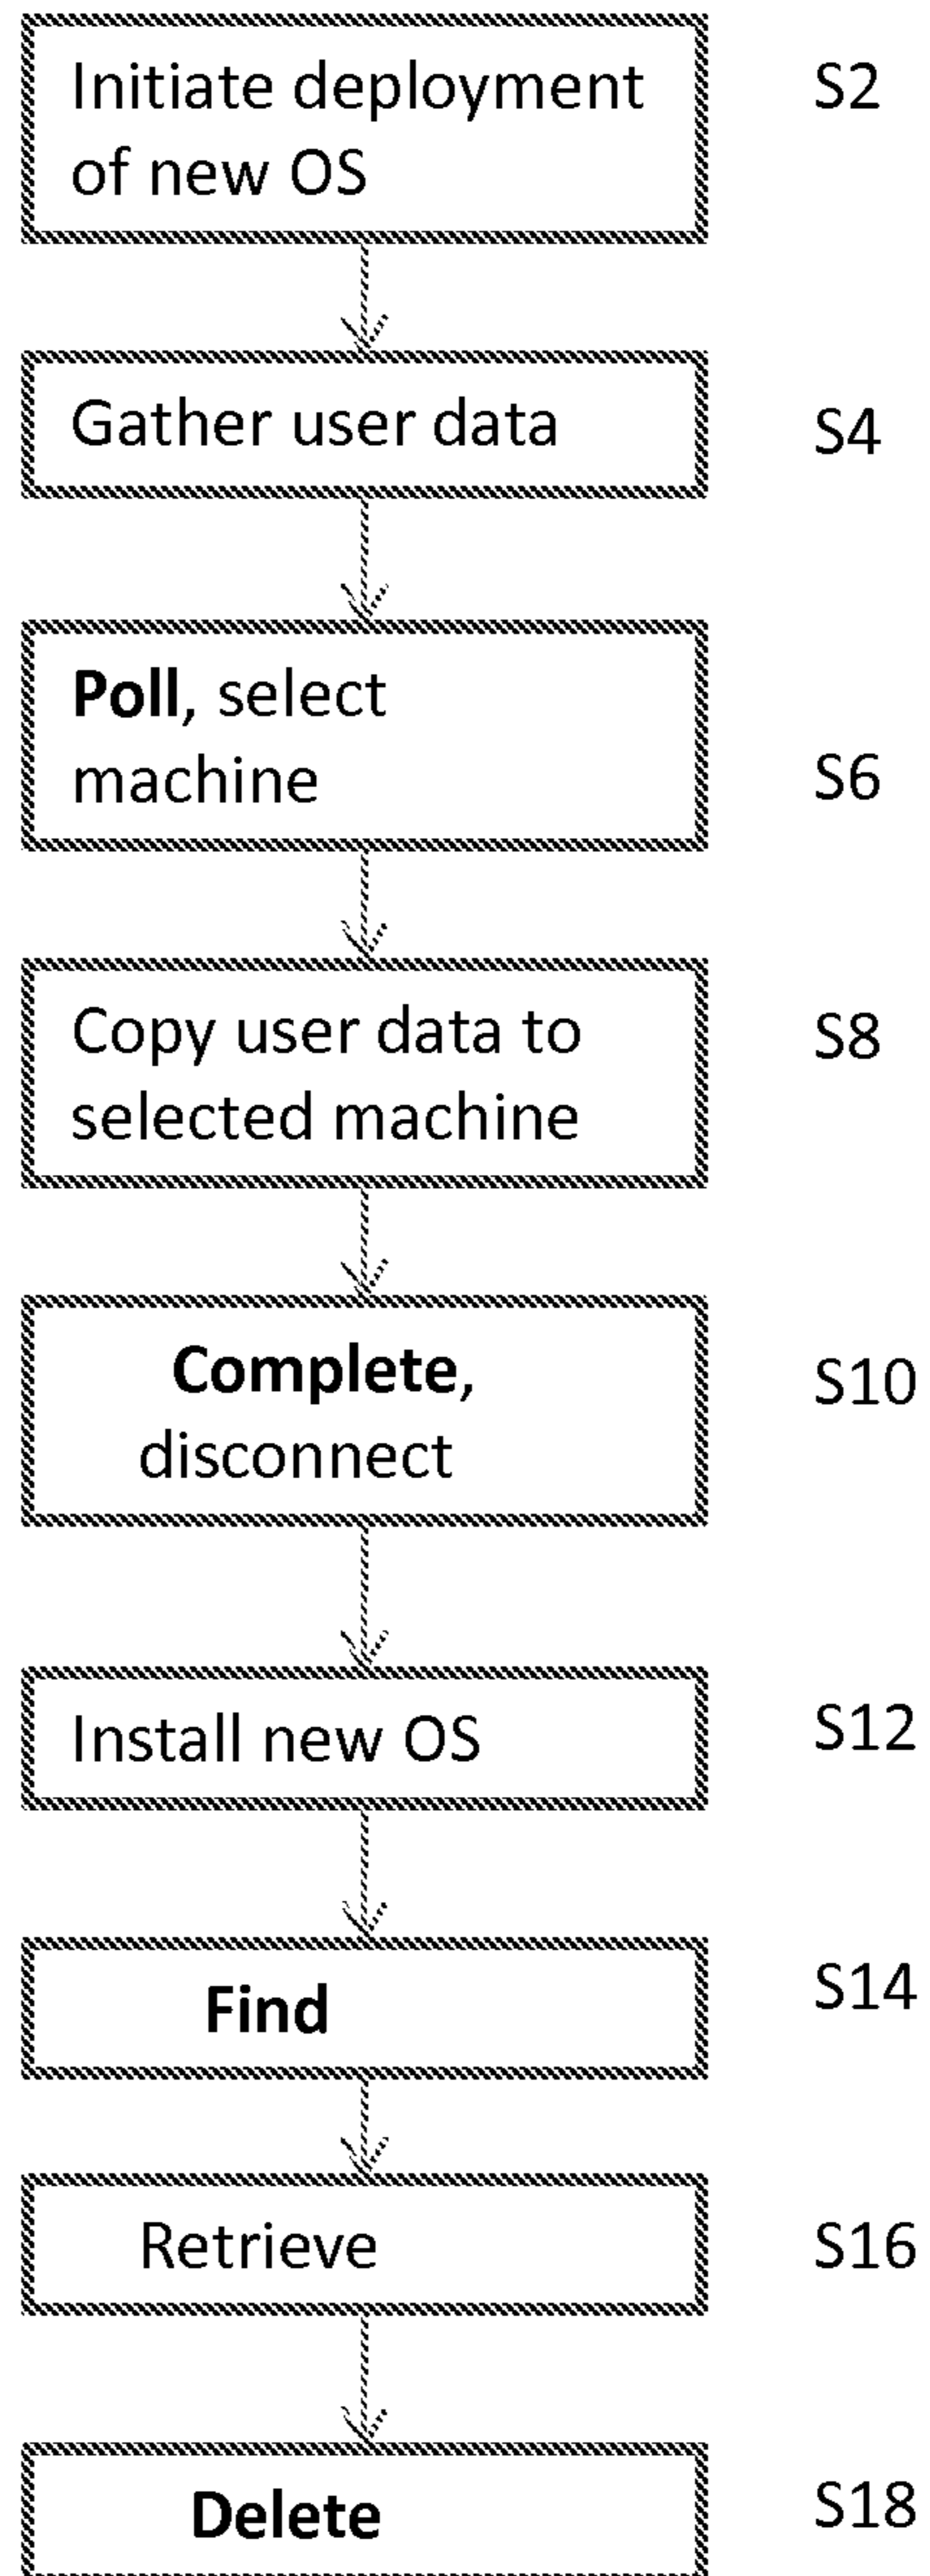 Initiate deployment
of new OS
S2
Gather user data
S4
Poll, select
machine
S6
Copy user data to
selected machine
S8
Complete,
disconnect
S10
Install new OS
S12
Find
S14
Retrieve
S16
Delete
S18